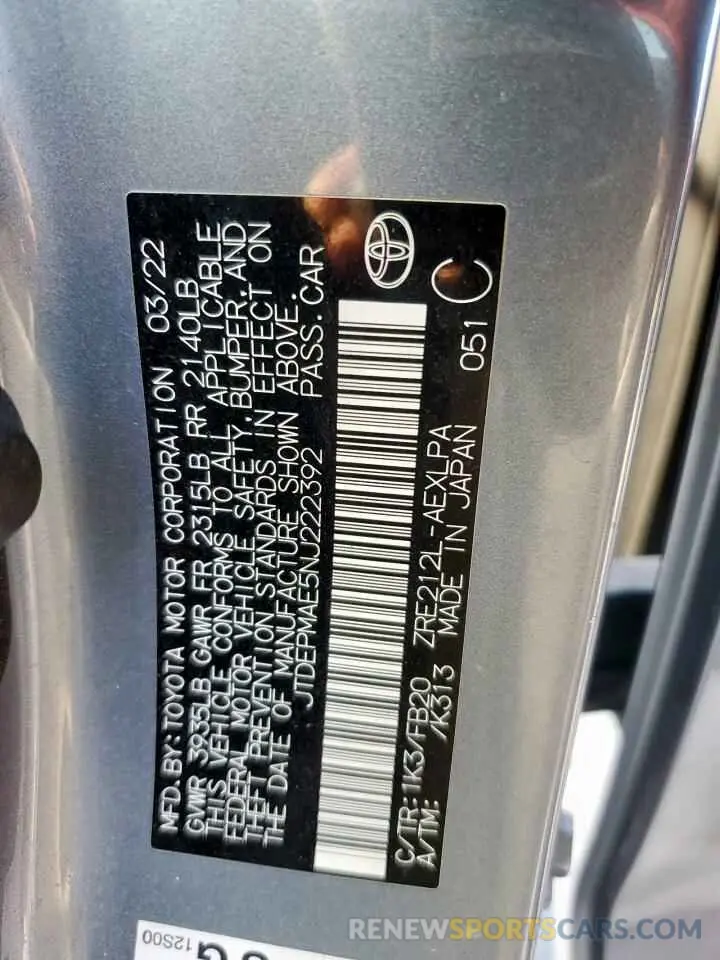 MFD.BY:TOYOTA MOTOR CORPORATION 03/22
GVWR 3935LB GAWR FR 2315LB RR 2140LB
THIS VEHICLE CONFORMS TO ALL APPLICABLE
FEDERAL MOTOR VEHICLE SAFETY,BUMPER,AND
THEFT PREVENTION STANDARDS IN EFFECT ON
THE DATE OF MANUFACTURE SHOWN ABOVE.
JTDEPMAE5NJ222392 PASS.CAR
C/TR:1K3/FB20 ZRE212L-AEXLPA 051 C
A/TM: /K313 MADE IN JAPAN
12S00
RENEWSPORTSCARS.COM